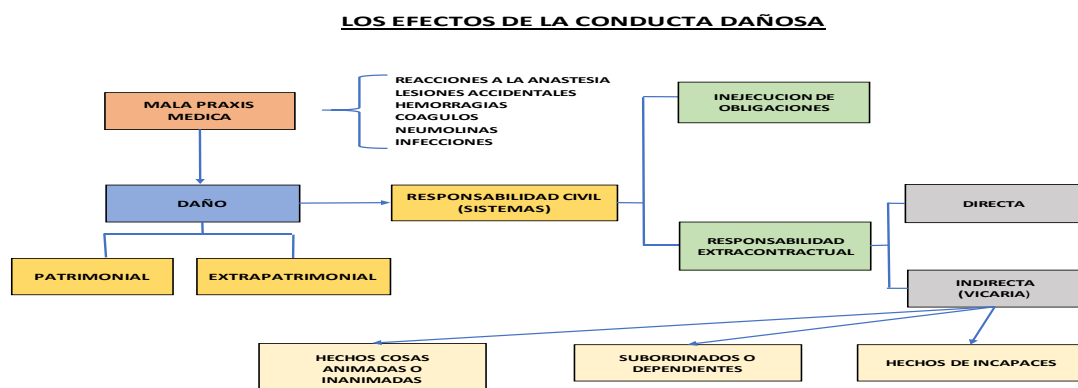 LOS EFECTOS DE LA CONDUCTA DAÑOSA
MALA PRAXIS
MEDICA
REACCIONES A LA ANASTESIA
LESIONES ACCIDENTALES
HEMORRAGIAS
COAGULOS
NEUMOLINAS
INFECCIONES
INEJECUCION DE
OBLIGACIONES
DAÑO
RESPONSABILIDAD CIVIL
(SISTEMAS)
DIRECTA
RESPONSABILIDAD
EXTRACONTRACTUAL
PATRIMONIAL
EXTRAPATRIMONIAL
INDIRECTA
(VICARIA)
HECHOS COSAS
ANIMADAS O
INANIMADAS
SUBORDINADOS O
DEPENDIENTES
HECHOS DE INCAPACES